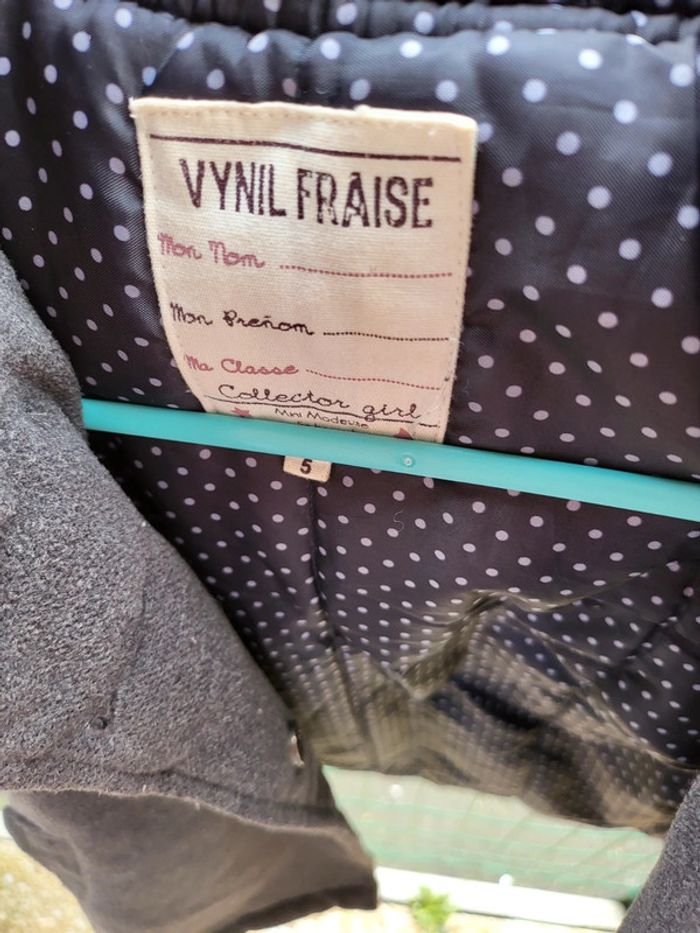 VYNIL FRAISE
Mon Nom
Mon Prénom
Ma Classe
Collector girl
Mini Modeuse
5